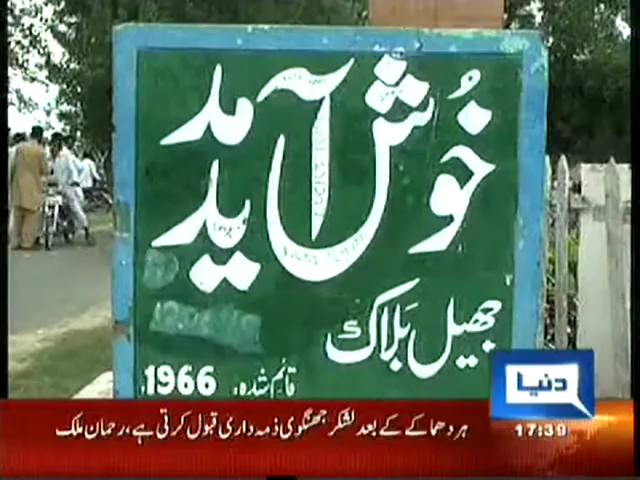 خوش آمدید
جھیل بلاک
قائم شدہ 1966
دنیا
17:39
ہر دھماکے کے بعد لشکر جھنگوی ذمہ داری قبول کرتی ہے، رحمان ملک